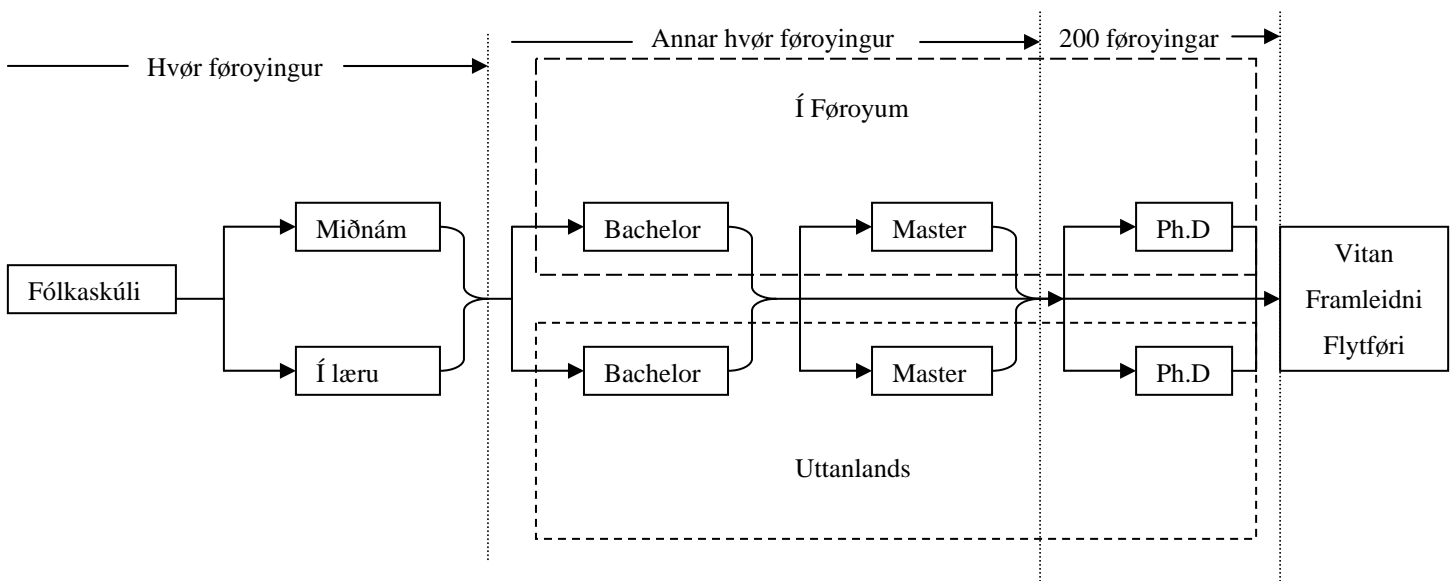 Annar hvør føroyingur
200 føroyingar
Hvør føroyingur
Í Føroyum
Miðnám
Bachelor
Master
Ph.D
Fólkaskúli
Vitan
Framleidni
Flytføri
Í læru
Bachelor
Master
Ph.D
Uttanlands